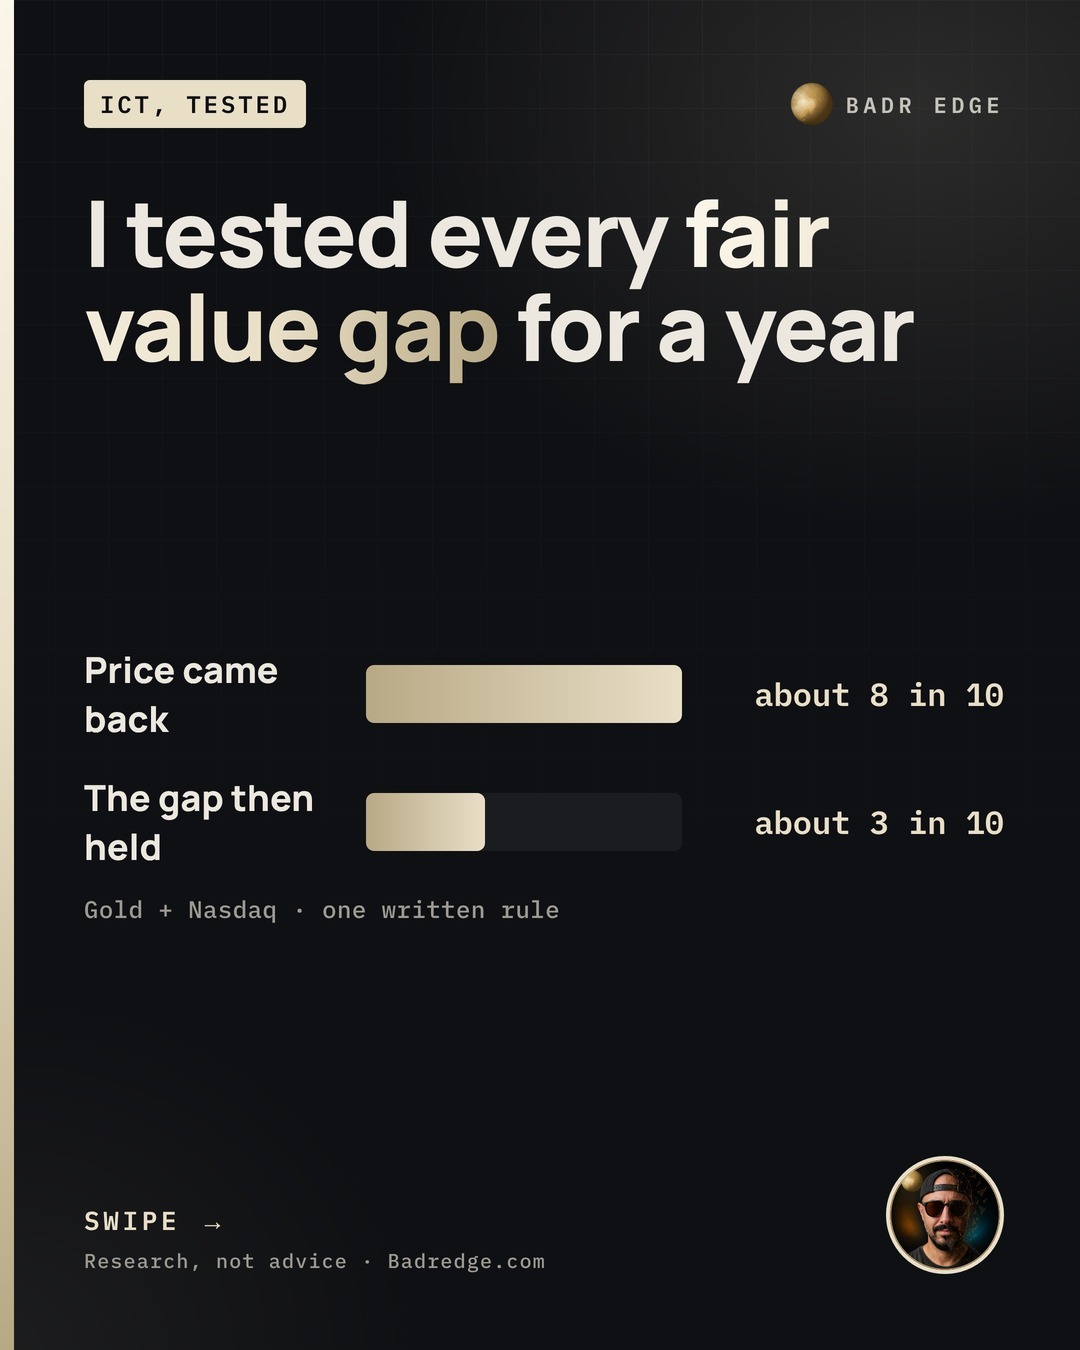 ICT, TESTED
BADR EDGE
I tested every fair
value gap for a year
Price came
back
about 8 in 10
The gap then
held
about 3 in 10
Gold + Nasdaq · one written rule
SWIPE →
Research, not advice · Badredge.com